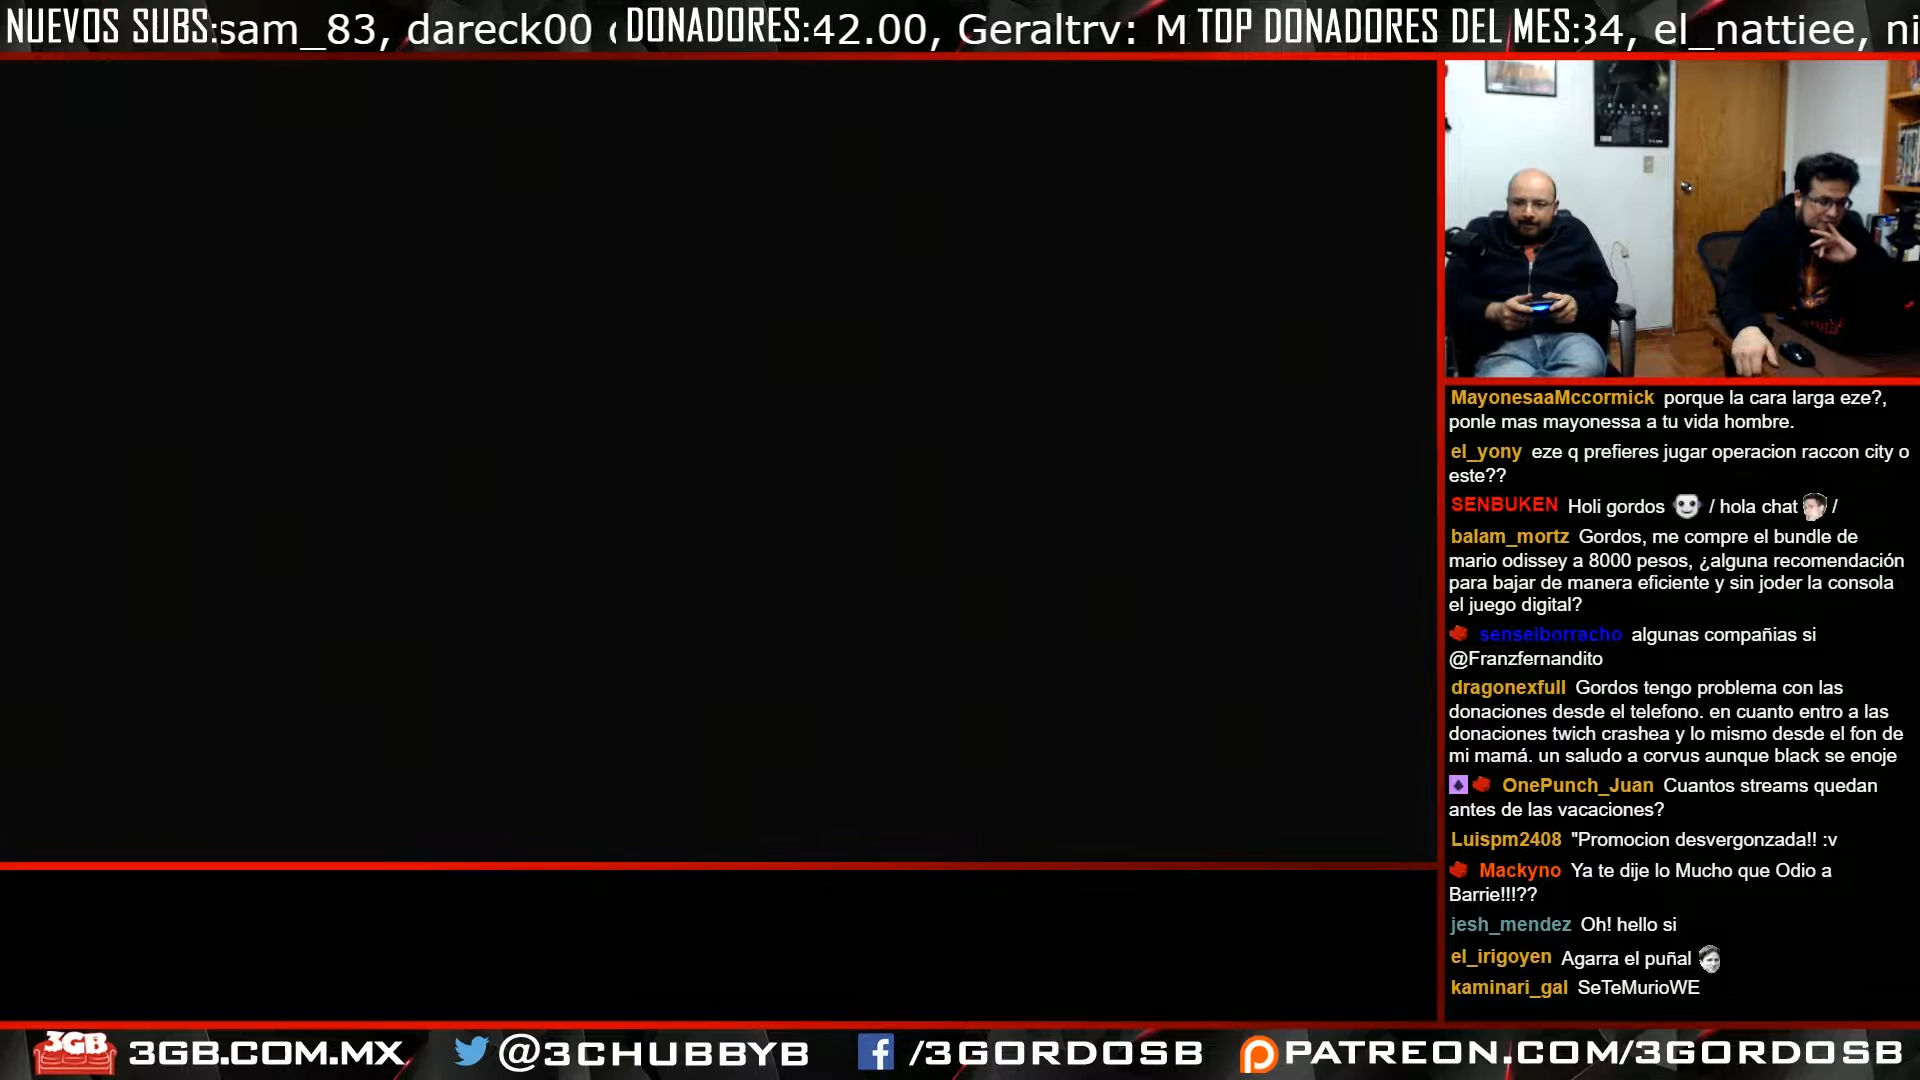 NUEVOS SUBS: sam_83, dareck00 DONADORES: 42.00, Geraltrv: M TOP DONADORES DEL MES: 34, el_nattiee, ni
ALIEN
MayonesaaMccormick porque la cara larga eze?,
ponle mas mayonessa a tu vida hombre.
el_yony eze q prefieres jugar operacion raccon city o
este??
SENBUKEN Holi gordos / hola chat /
balam_mortz Gordos, me compre el bundle de
mario odissey a 8000 pesos, ¿alguna recomendación
para bajar de manera eficiente y sin joder la consola
el juego digital?
senseiborracho algunas compañias si
@Franzfernandito
dragonexfull Gordos tengo problema con las
donaciones desde el telefono. en cuanto entro a las
donaciones twich crashea y lo mismo desde el fon de
mi mamá. un saludo a corvus aunque black se enoje
OnePunch_Juan Cuantos streams quedan
antes de las vacaciones?
Luispm2408 "Promocion desvergonzada!! :v
Mackyno Ya te dije lo Mucho que Odio a
Barrie!!!??
jesh_mendez Oh! hello si
el_irigoyen Agarra el puñal
kaminari_gal SeTeMurioWE
3GB 3GB.COM.MX @3CHUBBYB /3GORDOSB PATREON.COM/3GORDOSB